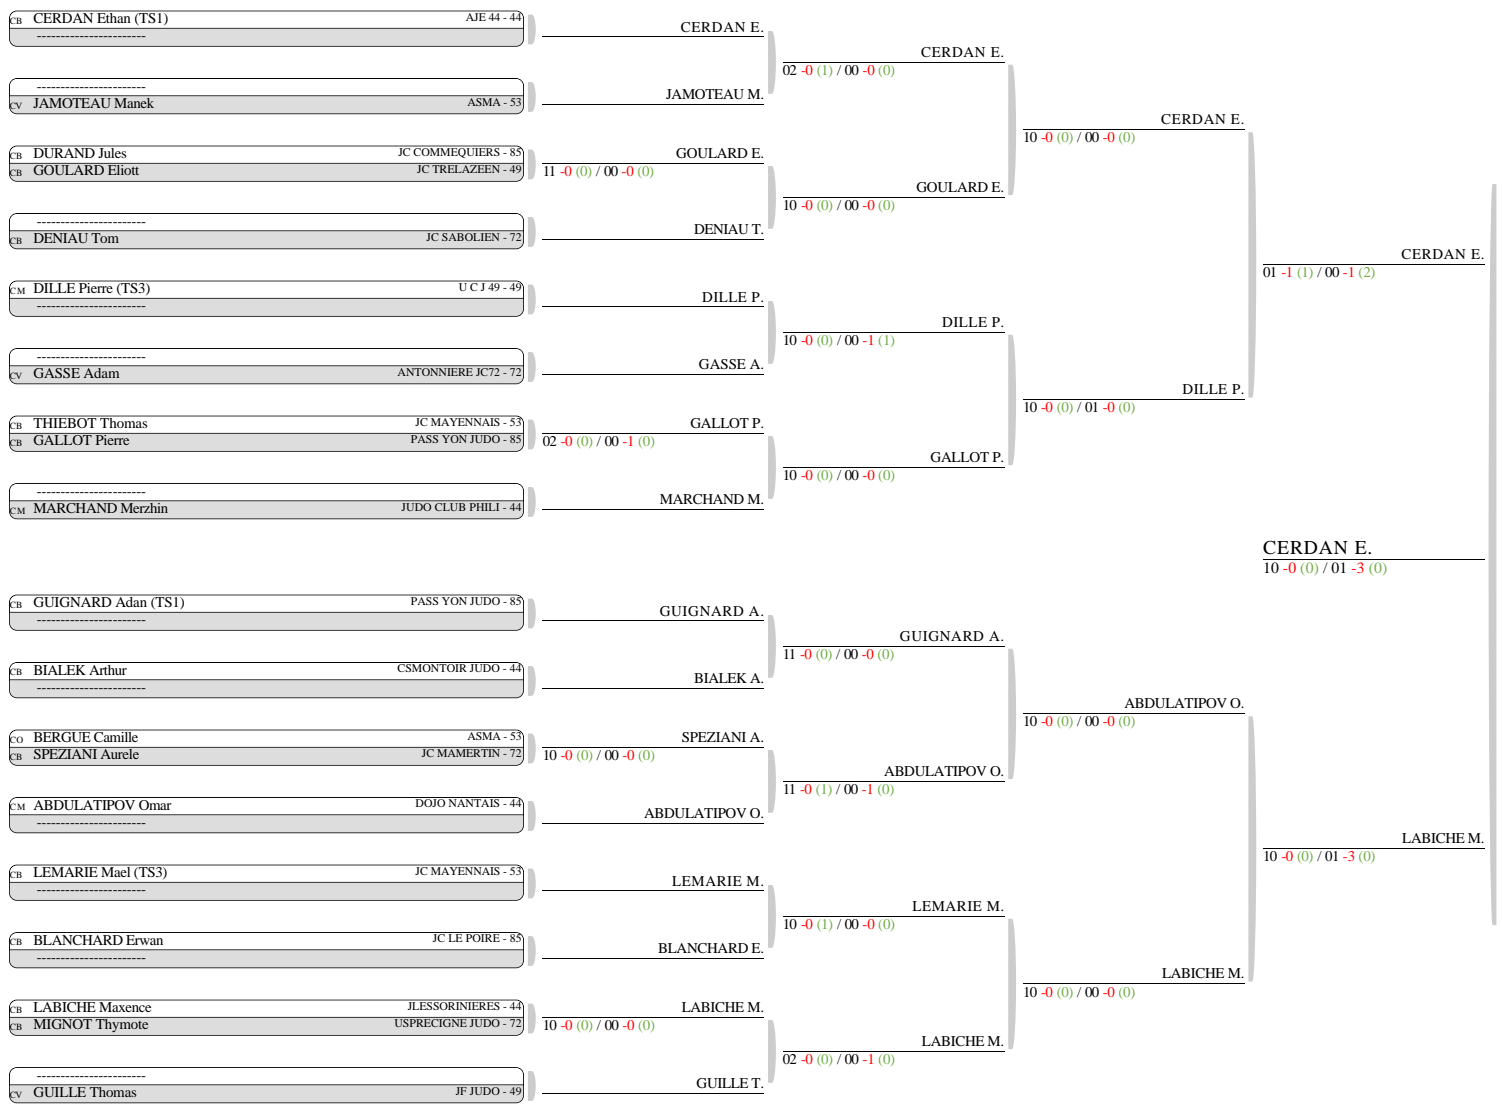 CB CERDAN Ethan (TS1) AJE 44 - 44
-----------------------
-----------------------
CV JAMOTEAU Manek ASMA - 53
CB DURAND Jules JC COMMEQUIERS - 85
CB GOULARD Eliott JC TRELAZEEN - 49
-----------------------
CB DENIAU Tom JC SABOLIEN - 72
CM DILLE Pierre (TS3) U C J 49 - 49
-----------------------
-----------------------
CV GASSE Adam ANTONNIERE JC72 - 72
CB THIEBOT Thomas JC MAYENNAIS - 53
CB GALLOT Pierre PASS YON JUDO - 85
-----------------------
CM MARCHAND Merzhin JUDO CLUB PHILI - 44
CB GUIGNARD Adan (TS1) PASS YON JUDO - 85
-----------------------
CB BIALEK Arthur CSMONTOIR JUDO - 44
-----------------------
CO BERGUE Camille ASMA - 53
CB SPEZIANI Aurele JC MAMERTIN - 72
CM ABDULATIPOV Omar DOJO NANTAIS - 44
-----------------------
CB LEMARIE Mael (TS3) JC MAYENNAIS - 53
-----------------------
CB BLANCHARD Erwan JC LE POIRE - 85
-----------------------
CB LABICHE Maxence JLESSORINIERES - 44
CB MIGNOT Thymote USPRECIGNE JUDO - 72
-----------------------
CV GUILLE Thomas JF JUDO - 49
CERDAN E.
JAMOTEAU M.
GOULARD E.
11 -0 (0) / 00 -0 (0)
DENIAU T.
DILLE P.
GASSE A.
GALLOT P.
02 -0 (0) / 00 -1 (0)
MARCHAND M.
GUIGNARD A.
BIALEK A.
SPEZIANI A.
10 -0 (0) / 00 -0 (0)
ABDULATIPOV O.
LEMARIE M.
BLANCHARD E.
LABICHE M.
10 -0 (0) / 00 -0 (0)
GUILLE T.
CERDAN E.
02 -0 (1) / 00 -0 (0)
GOULARD E.
10 -0 (0) / 00 -0 (0)
DILLE P.
10 -0 (0) / 00 -1 (1)
GALLOT P.
10 -0 (0) / 00 -0 (0)
GUIGNARD A.
11 -0 (0) / 00 -0 (0)
ABDULATIPOV O.
11 -0 (1) / 00 -1 (0)
LEMARIE M.
10 -0 (1) / 00 -0 (0)
LABICHE M.
02 -0 (0) / 00 -1 (0)
CERDAN E.
10 -0 (0) / 00 -0 (0)
DILLE P.
10 -0 (0) / 01 -0 (0)
ABDULATIPOV O.
10 -0 (0) / 00 -0 (0)
LABICHE M.
10 -0 (0) / 00 -0 (0)
CERDAN E.
01 -1 (1) / 00 -1 (2)
CERDAN E.
10 -0 (0) / 01 -3 (0)
LABICHE M.
10 -0 (0) / 01 -3 (0)